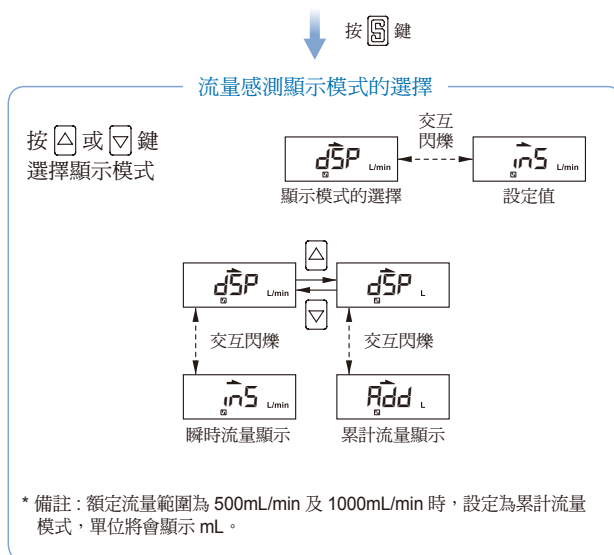 按 S 鍵
流量感測顯示模式的選擇
按 △ 或 ▽ 鍵
選擇顯示模式
交互
閃爍
dSP L/min
inS L/min
顯示模式的選擇
設定值
△
dSP L/min
dSP L
▽
交互閃爍
交互閃爍
inS L/min
Add L
瞬時流量顯示
累計流量顯示
* 備註 : 額定流量範圍為 500mL/min 及 1000mL/min 時,設定為累計流量
模式,單位將會顯示 mL。